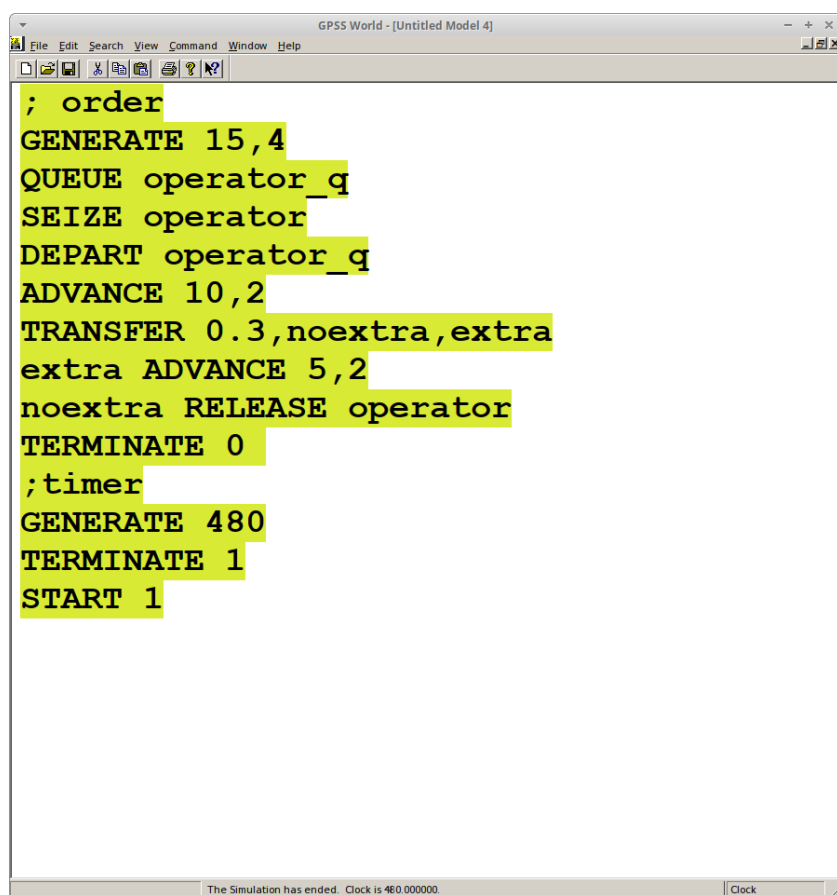 GPSS World - [Untitled Model 4]
File Edit Search View Command Window Help
; order
GENERATE 15,4
QUEUE operator_q
SEIZE operator
DEPART operator_q
ADVANCE 10,2
TRANSFER 0.3,noextra,extra
extra ADVANCE 5,2
noextra RELEASE operator
TERMINATE 0
;timer
GENERATE 480
TERMINATE 1
START 1
The Simulation has ended. Clock is 480.000000. Clock